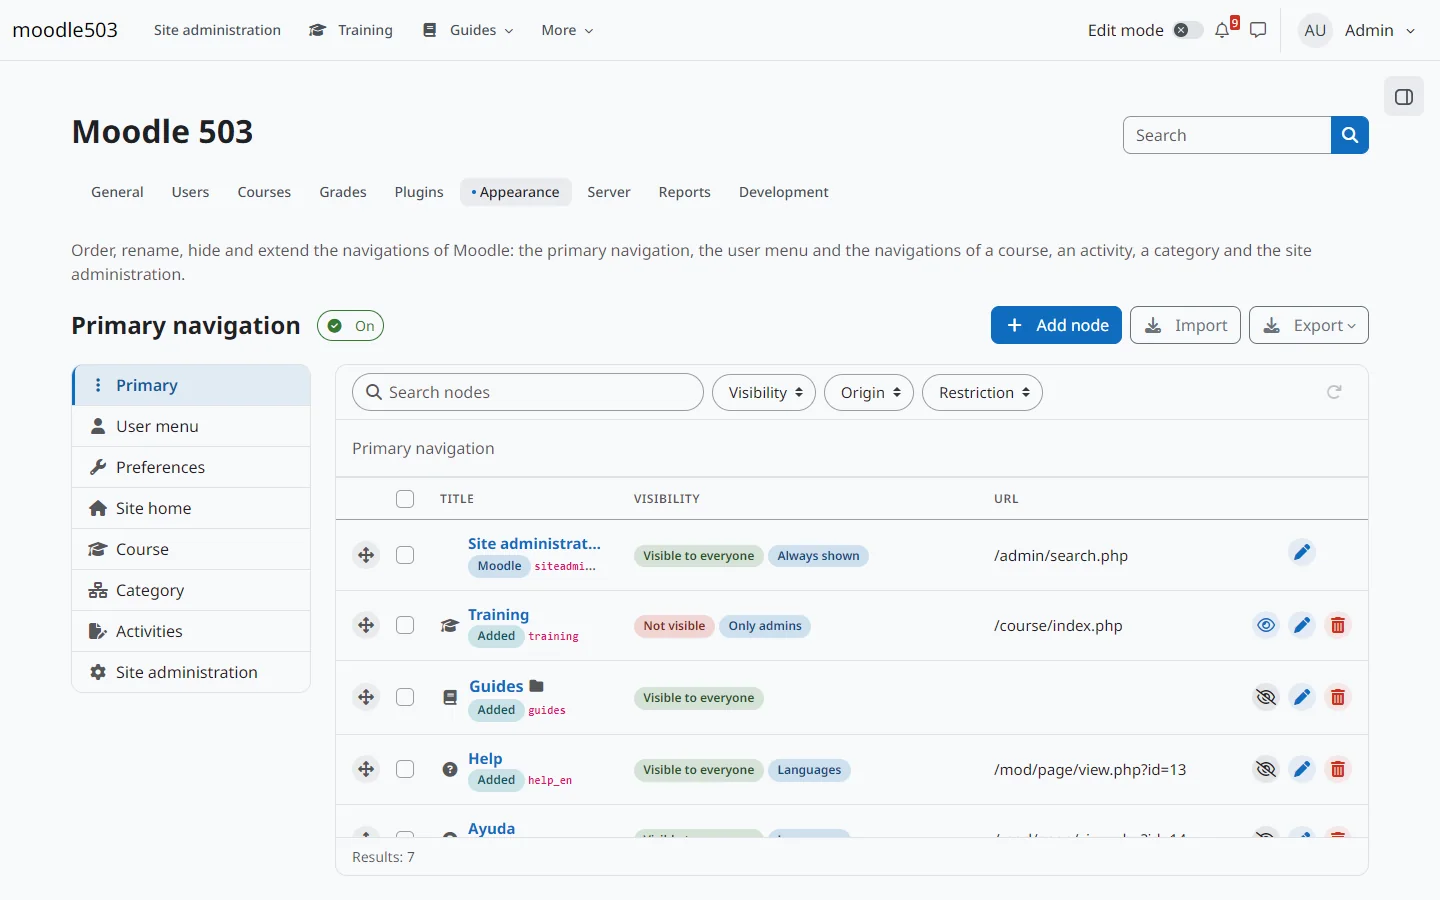 moodle503
Site administration
Training
Guides
More
Edit mode
9
AU
Admin
Moodle 503
Search
General
Users
Courses
Grades
Plugins
Appearance
Server
Reports
Development
Order, rename, hide and extend the navigations of Moodle: the primary navigation, the user menu and the navigations of a course, an activity, a category and the site
administration.
Primary navigation
On
Add node
Import
Export
Primary
User menu
Preferences
Site home
Course
Category
Activities
Site administration
Search nodes
Visibility
Origin
Restriction
Primary navigation
TITLE
VISIBILITY
URL
Site administrat...
Moodle
siteadmi...
Visible to everyone
Always shown
/admin/search.php
Training
Added
training
Not visible
Only admins
/course/index.php
Guides
Added
guides
Visible to everyone
Help
Added
help_en
Visible to everyone
Languages
/mod/page/view.php?id=13
Ayuda
Results: 7